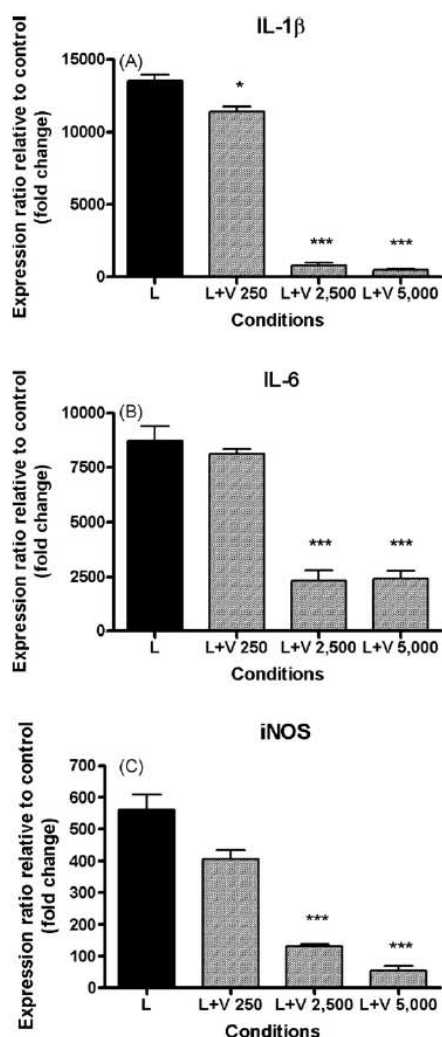 IL-1β
(A)
Expression ratio relative to control
(fold change)
15000
10000
5000
0
*
***
***
L
L+V 250
L+V 2,500
L+V 5,000
Conditions
IL-6
(B)
Expression ratio relative to control
(fold change)
10000
7500
5000
2500
0
***
***
L
L+V 250
L+V 2,500
L+V 5,000
Conditions
iNOS
(C)
Expression ratio relative to control
(fold change)
700
600
500
400
300
200
100
0
***
***
L
L+V 250
L+V 2,500
L+V 5,000
Conditions